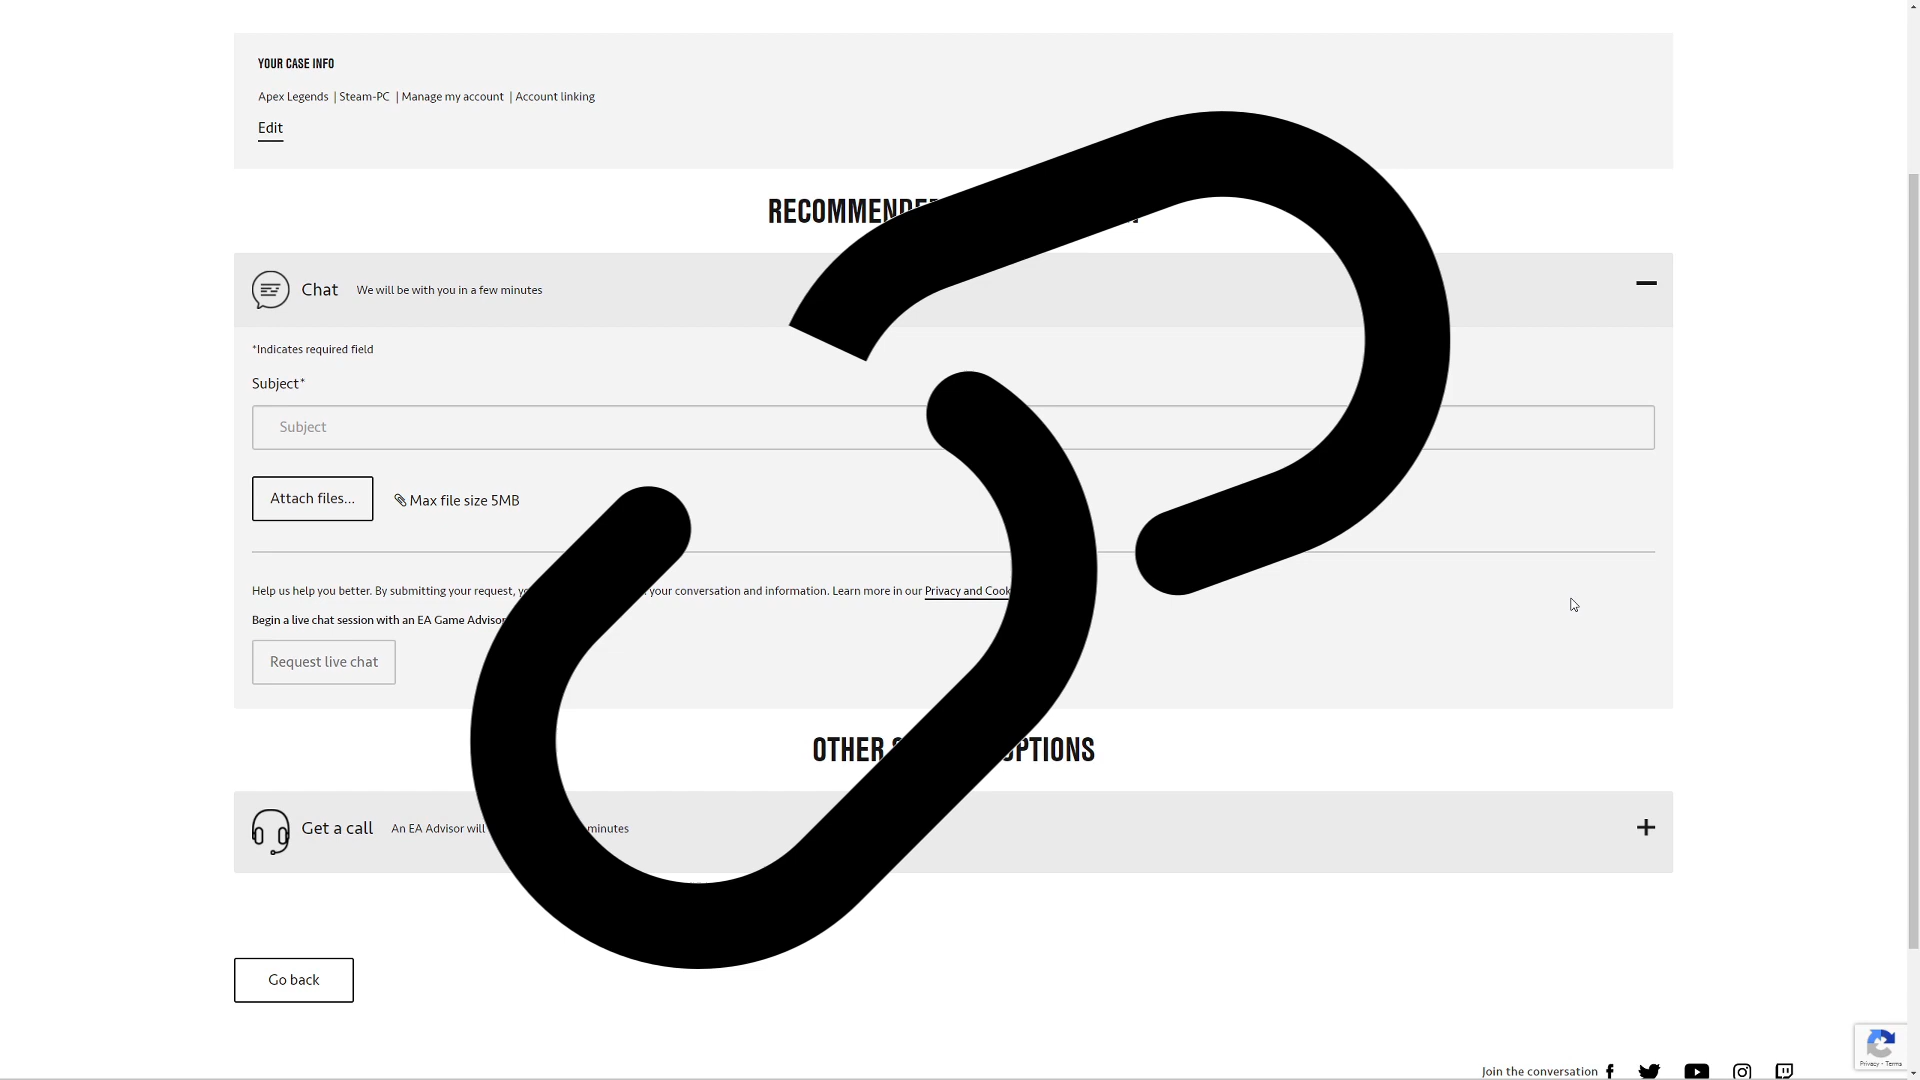 YOUR CASE INFO
Apex Legends | Steam-PC | Manage my account | Account linking
Edit
RECOMMENDED
Chat We will be with you in a few minutes
*Indicates required field
Subject*
Subject
Attach files... Max file size 5MB
Help us help you better. By submitting your request, your conversation and information. Learn more in our Privacy and
Begin a live chat session with an EA Game Advisor
Request live chat
OTHER OPTIONS
Get a call An EA Advisor will minutes
Go back
Join the conversation
Privacy - Terms